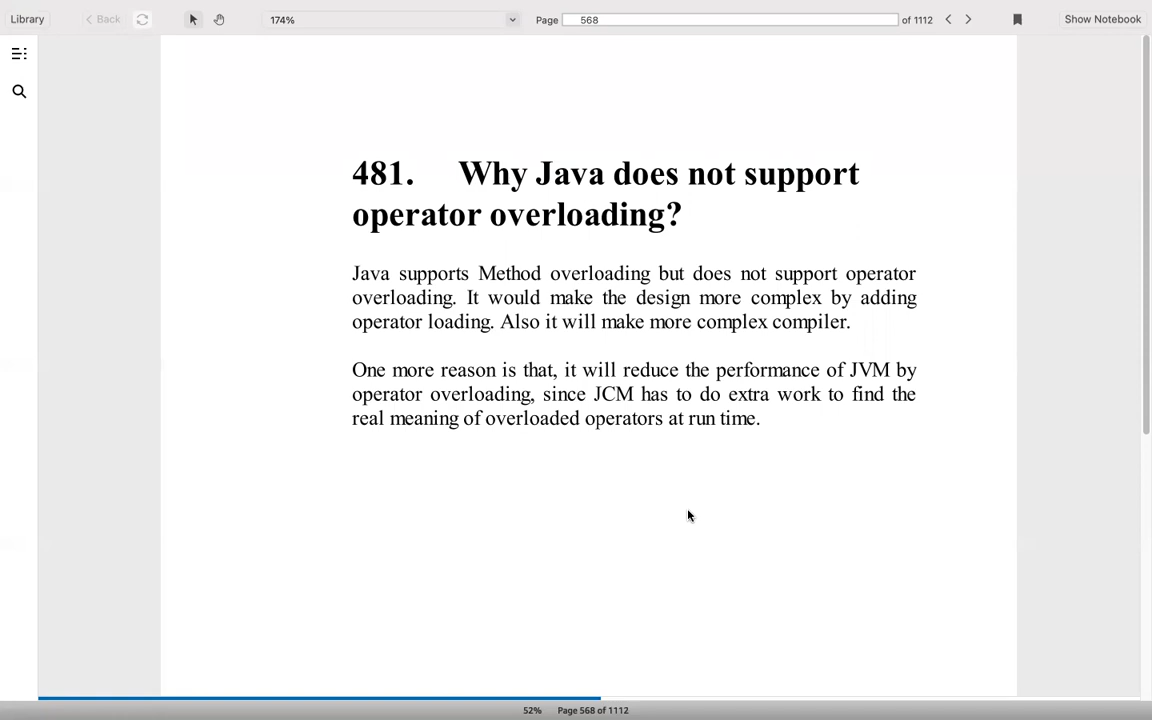 Library
Back
174%
Page 568 of 1112
Show Notebook
481. Why Java does not support
operator overloading?
Java supports Method overloading but does not support operator
overloading. It would make the design more complex by adding
operator loading. Also it will make more complex compiler.
One more reason is that, it will reduce the performance of JVM by
operator overloading, since JCM has to do extra work to find the
real meaning of overloaded operators at run time.
52% Page 568 of 1112